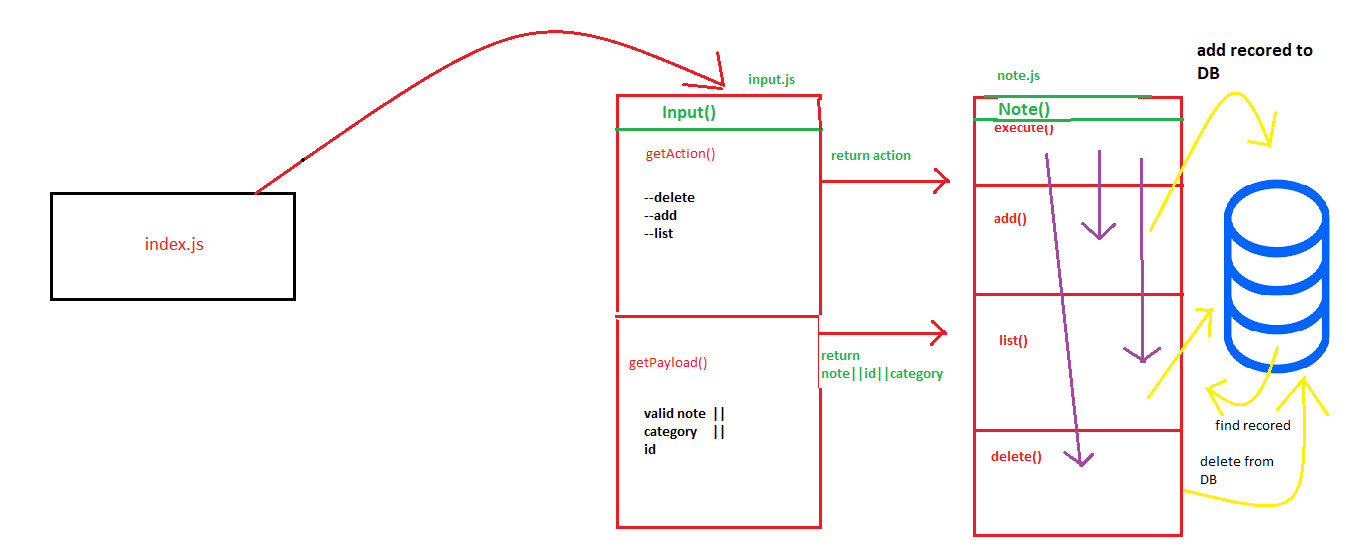 index.js
input.js
Input()
getAction()
--delete
--add
--list
getPayload()
valid note ||
category ||
id
return action
return
note||id||category
note.js
Note()
execute()
add()
list()
delete()
add recored to
DB
find recored
delete from
DB